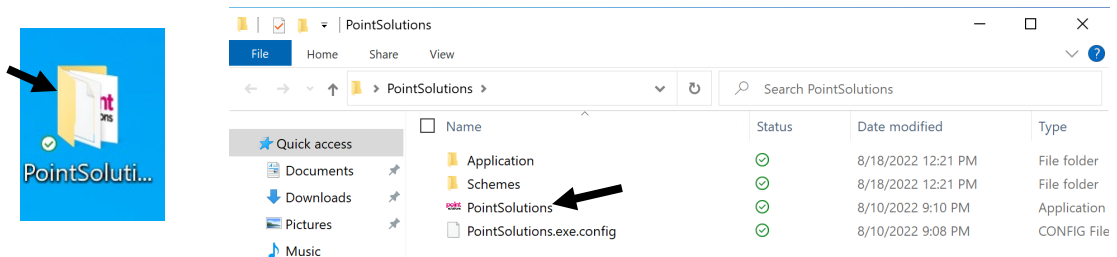 nt
ons
PointSoluti...
PointSolutions
File Home Share View
PointSolutions
Search PointSolutions
Name Status Date modified Type
Quick access
Documents
Downloads
Pictures
Music
Application 8/18/2022 12:21 PM File folder
Schemes 8/18/2022 12:21 PM File folder
point
PointSolutions 8/10/2022 9:10 PM Application
PointSolutions.exe.config 8/10/2022 9:08 PM CONFIG File